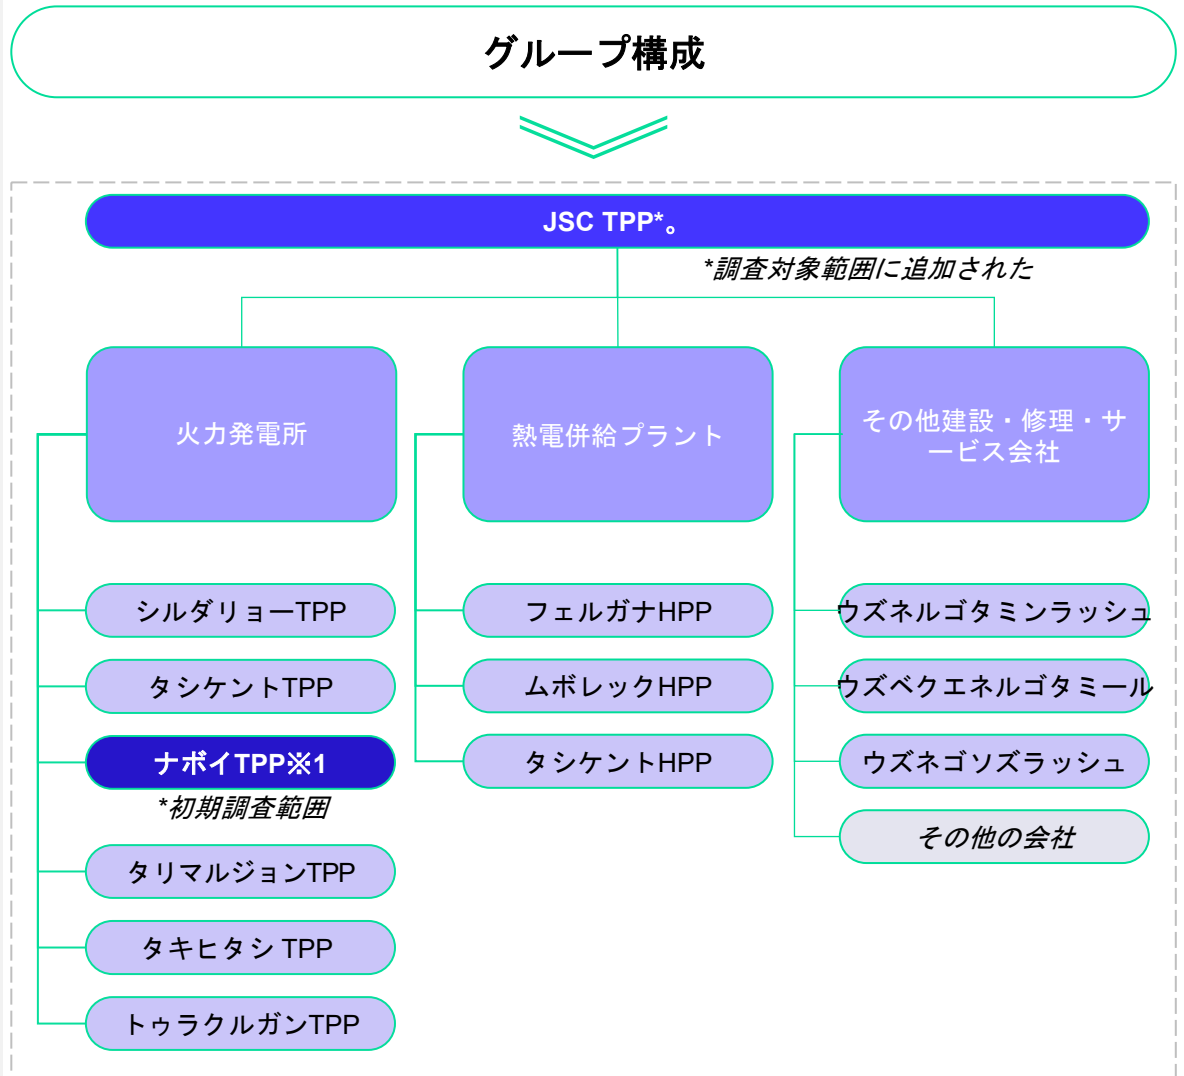 グループ構成
JSC TPP*。
*調査対象範囲に追加された
火力発電所
熱電併給プラント
その他建設・修理・サ
ービス会社
シルダリョーTPP
タシケントTPP
ナボイTPP※1
*初期調査範囲
タリマルジョンTPP
タキヒタシ TPP
トゥラクルガンTPP
フェルガナHPP
ムボレックHPP
タシケントHPP
ウズネルゴタミンラッシュ
ウズベクエネルゴタミール
ウズネゴソズラッシュ
その他の会社